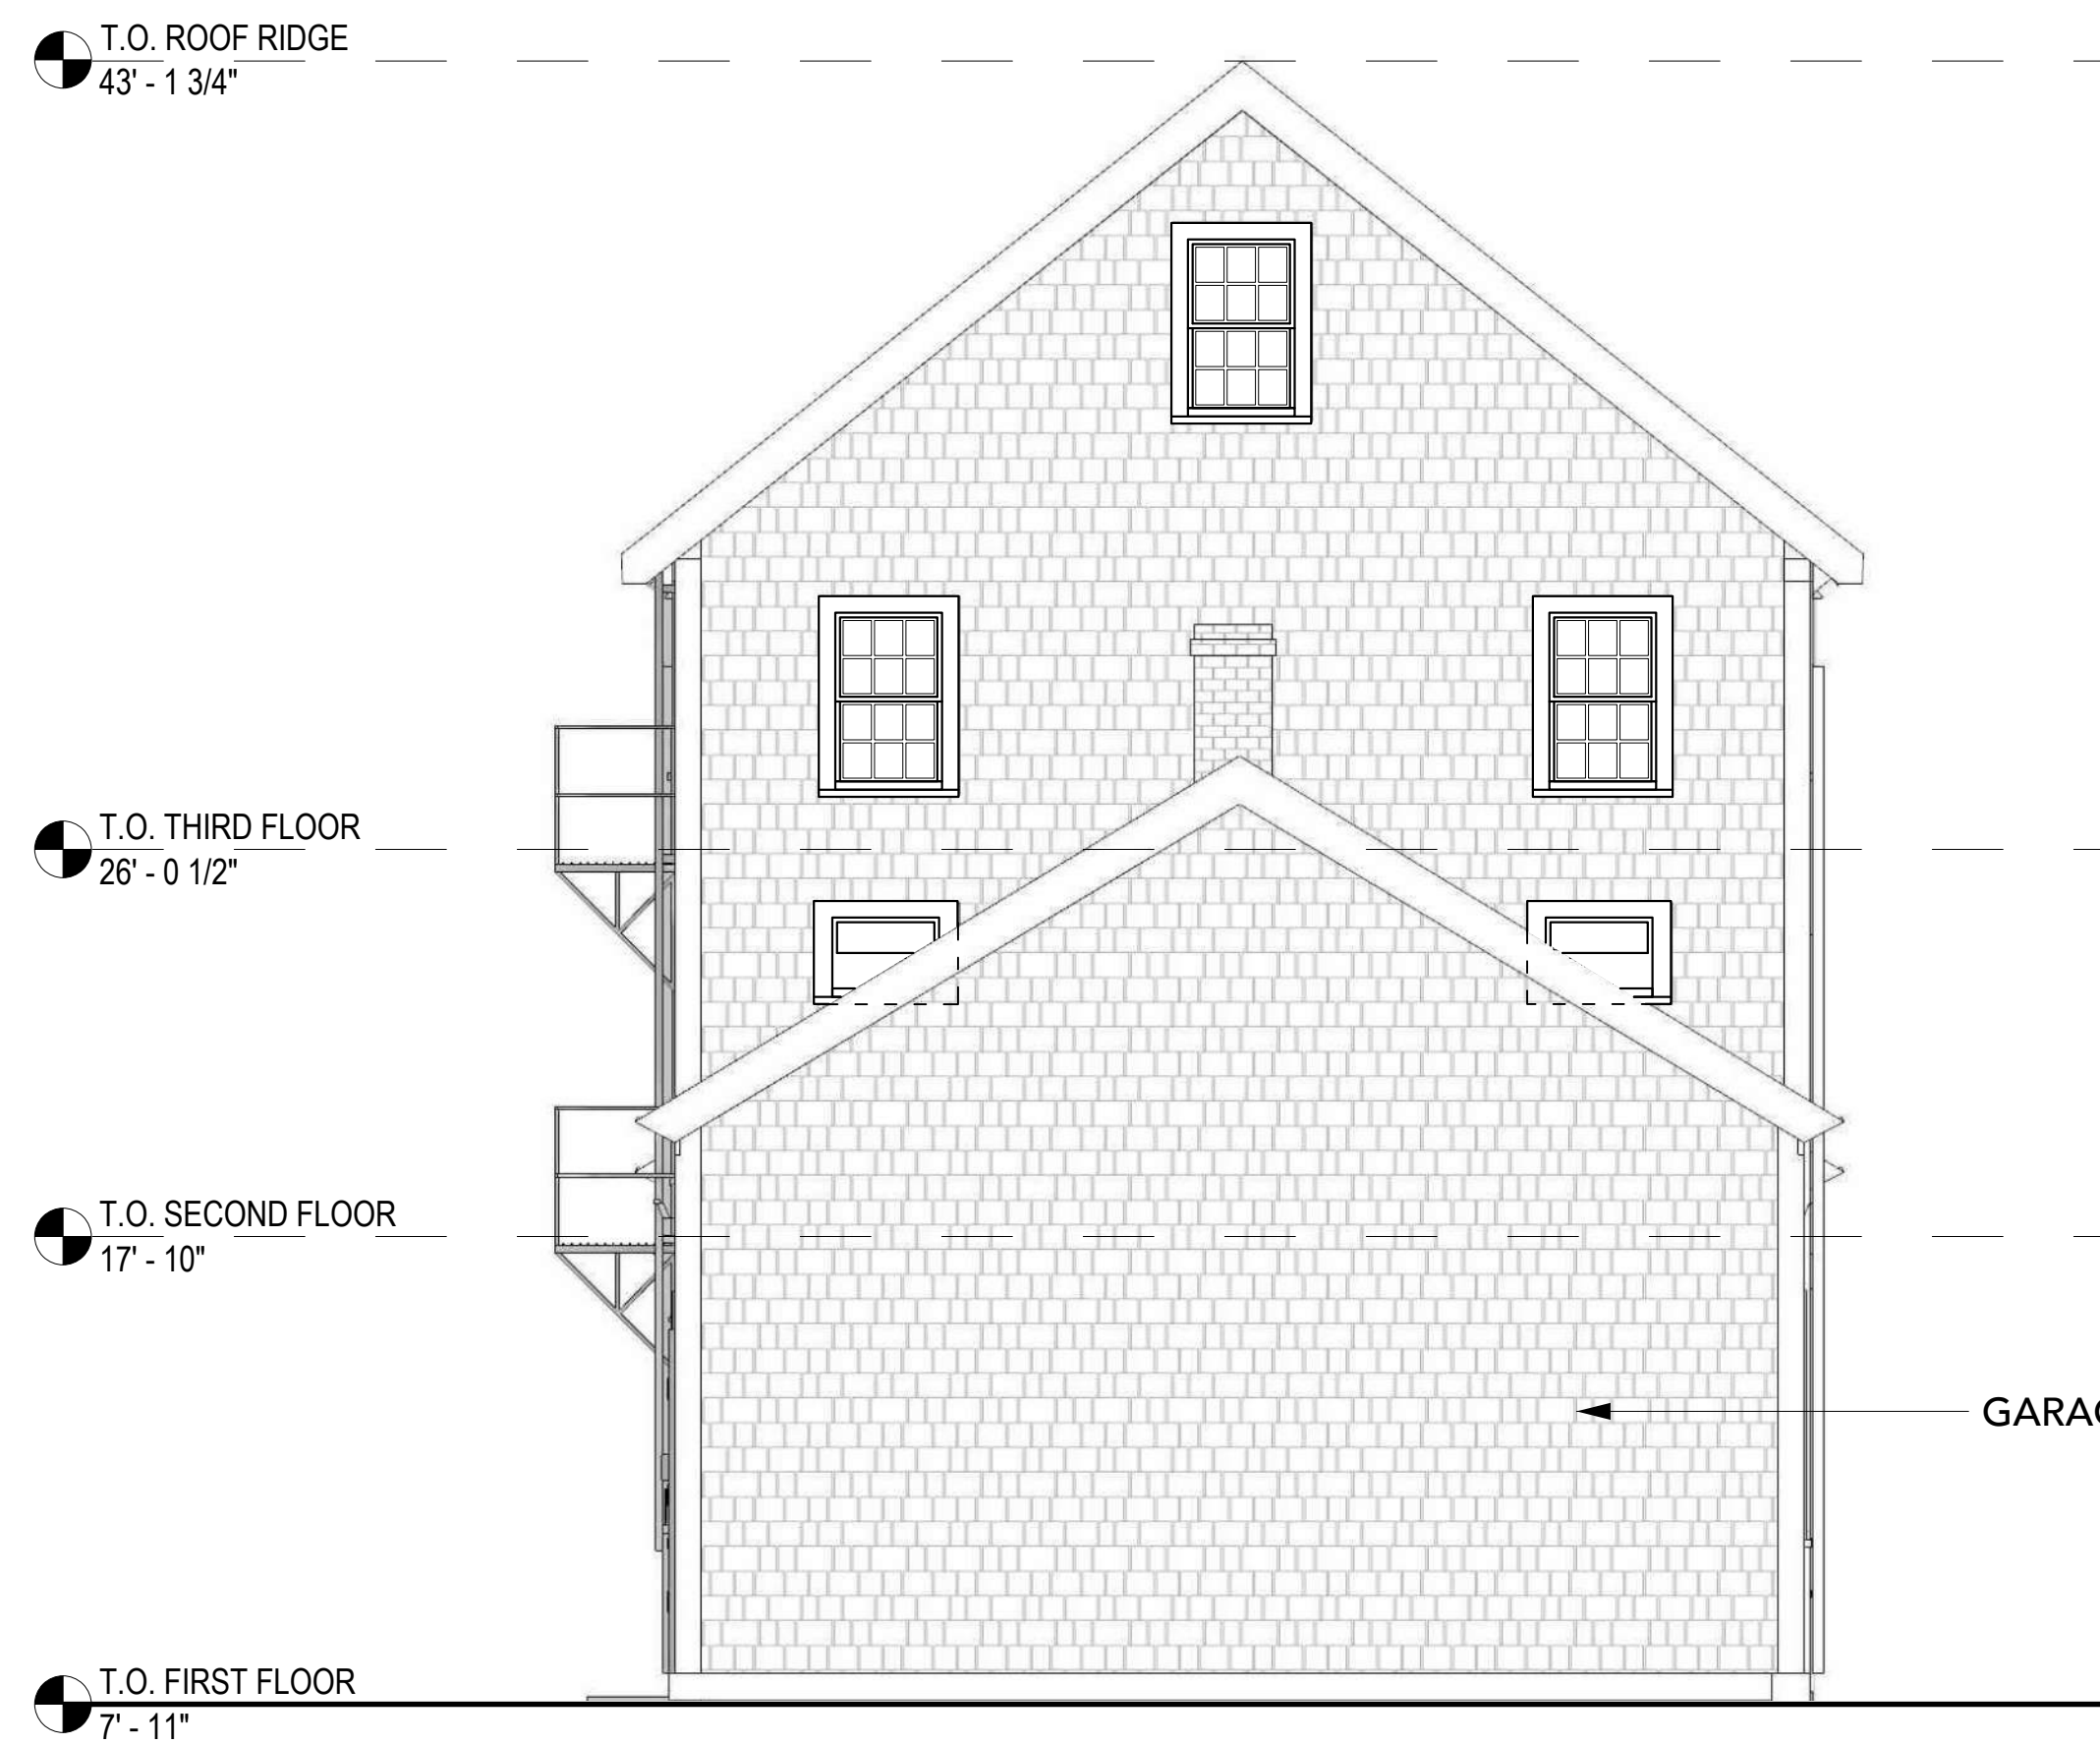 T.O. ROOF RIDGE
43' - 1 3/4"
T.O. THIRD FLOOR
26' - 0 1/2"
T.O. SECOND FLOOR
17' - 10"
GARAG
T.O. FIRST FLOOR
7' - 11"